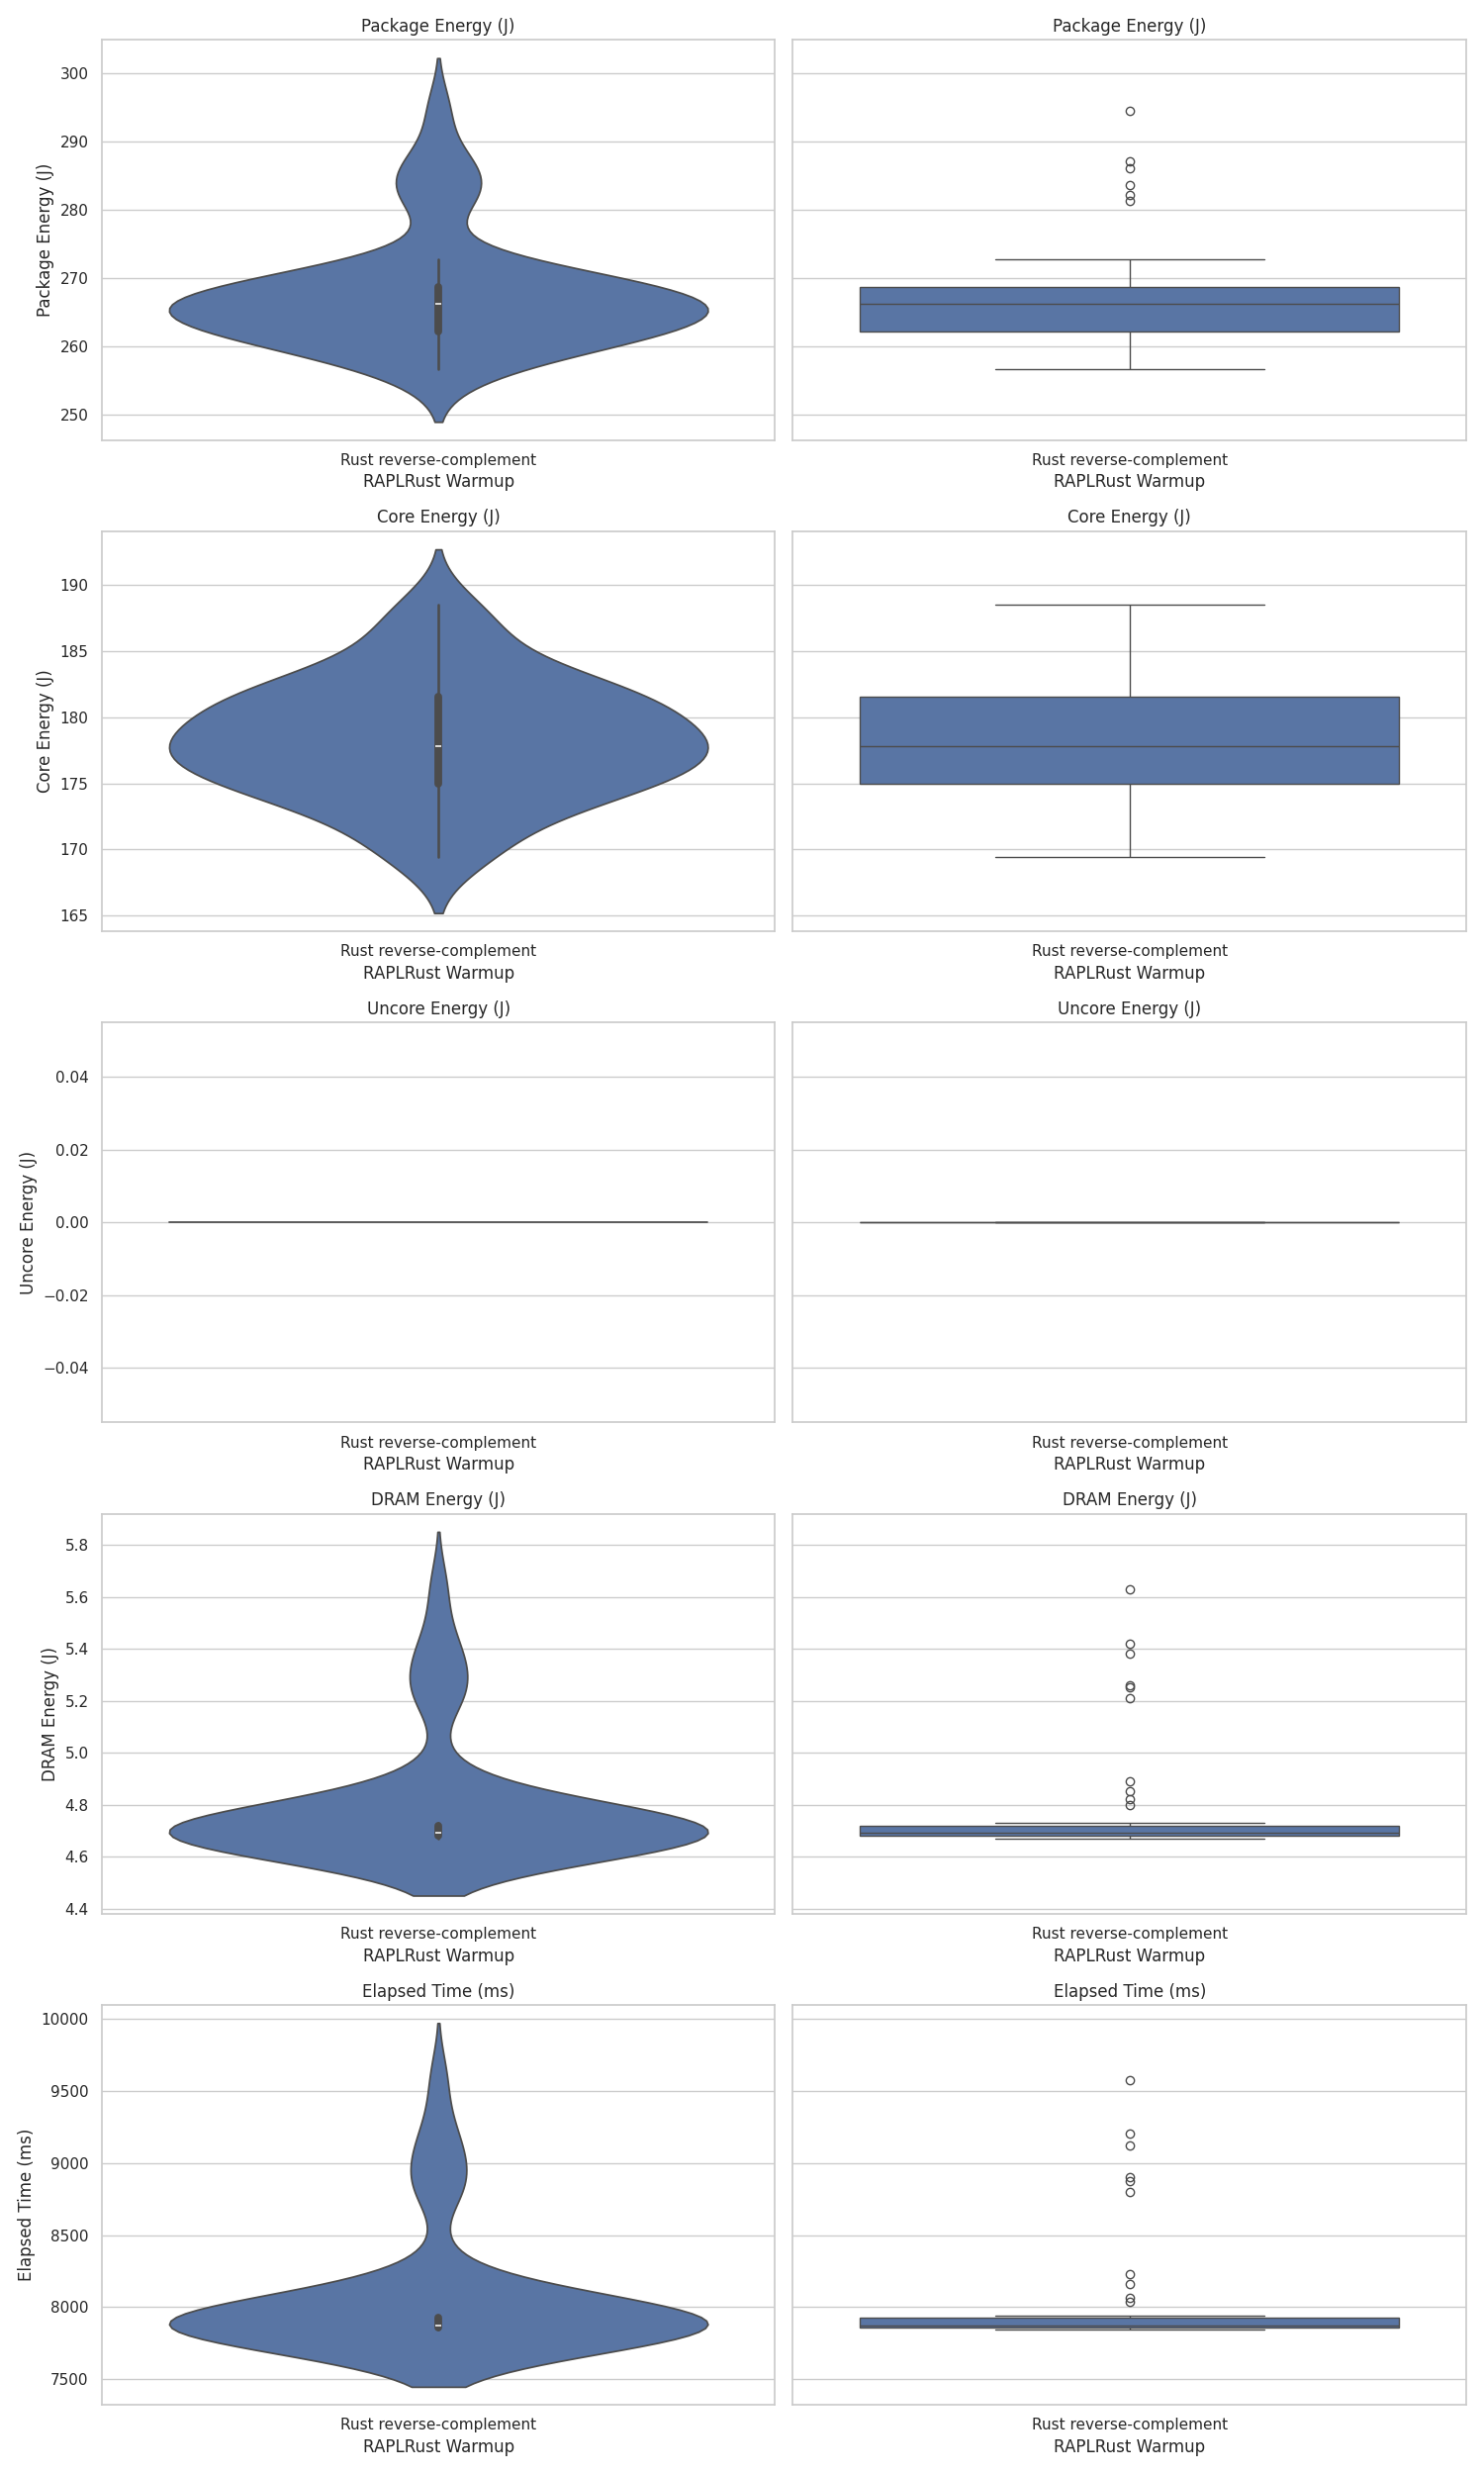 Package Energy (J)
Package Energy (J)
Package Energy (J)
300
290
280
270
260
250
Rust reverse-complement
RAPLRust Warmup
Rust reverse-complement
RAPLRust Warmup
Core Energy (J)
Core Energy (J)
Core Energy (J)
190
185
180
175
170
165
Rust reverse-complement
RAPLRust Warmup
Rust reverse-complement
RAPLRust Warmup
Uncore Energy (J)
Uncore Energy (J)
Uncore Energy (J)
0.04
0.02
0.00
−0.02
−0.04
Rust reverse-complement
RAPLRust Warmup
Rust reverse-complement
RAPLRust Warmup
DRAM Energy (J)
DRAM Energy (J)
DRAM Energy (J)
5.8
5.6
5.4
5.2
5.0
4.8
4.6
4.4
Rust reverse-complement
RAPLRust Warmup
Rust reverse-complement
RAPLRust Warmup
Elapsed Time (ms)
Elapsed Time (ms)
Elapsed Time (ms)
10000
9500
9000
8500
8000
7500
Rust reverse-complement
RAPLRust Warmup
Rust reverse-complement
RAPLRust Warmup